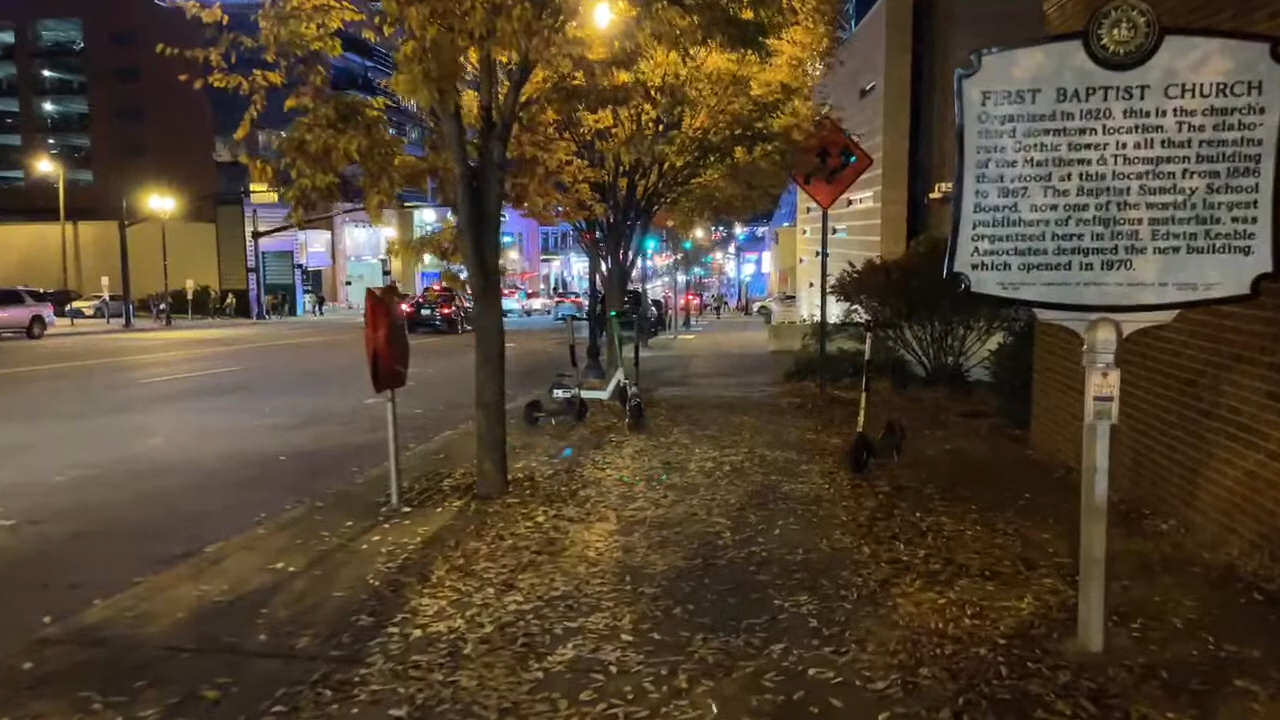 FIRST BAPTIST CHURCH
Organized in 1820, this is the church's
third downtown location. The elabo-
rate Gothic tower is all that remains
of the Matthews & Thompson building
that stood at this location from 1886
to 1967. The Baptist Sunday School
Board, now one of the world's largest
publishers of religious materials, was
organized here in 1891. Edwin Keeble
Associates designed the new building,
which opened in 1970.